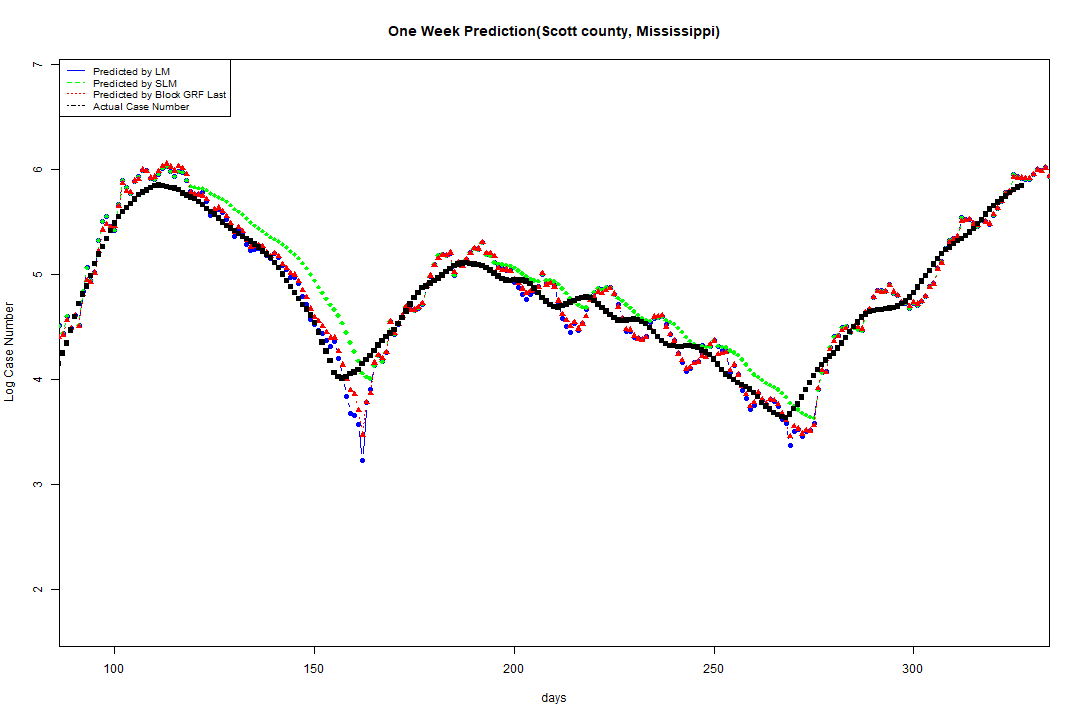 One Week Prediction(Scott county, Mississippi)
Predicted by LM
Predicted by SLM
Predicted by Block GRF Last
Actual Case Number
7
6
5
4
3
2
Log Case Number
100 150 200 250 300
days